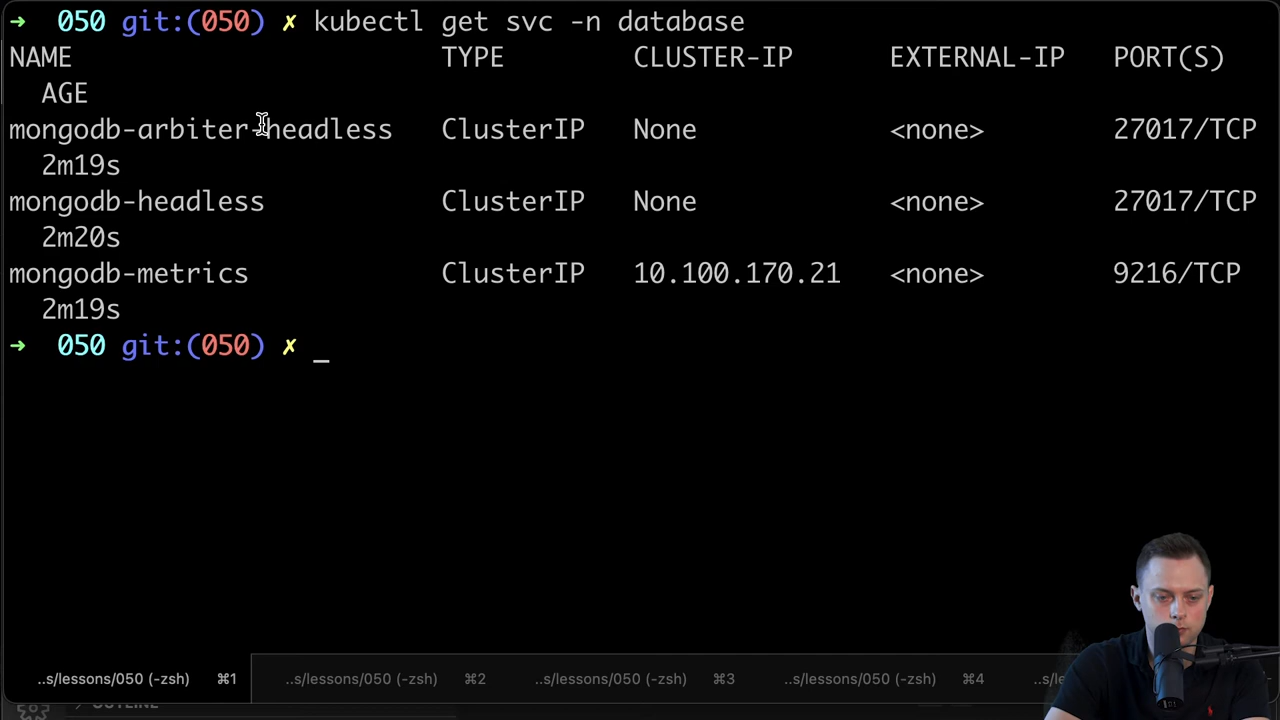 → 050 git:(050) ✗ kubectl get svc -n database
NAME TYPE CLUSTER-IP EXTERNAL-IP PORT(S)
AGE
mongodb-arbiter-headless ClusterIP None <none> 27017/TCP
2m19s
mongodb-headless ClusterIP None <none> 27017/TCP
2m20s
mongodb-metrics ClusterIP 10.100.170.21 <none> 9216/TCP
2m19s
→ 050 git:(050) ✗ _
..s/lessons/050 (-zsh) ⌘1 ..s/lessons/050 (-zsh) ⌘2 ..s/lessons/050 (-zsh) ⌘3 ..s/lessons/050 (-zsh) ⌘4 ..s/le
OUTLINE